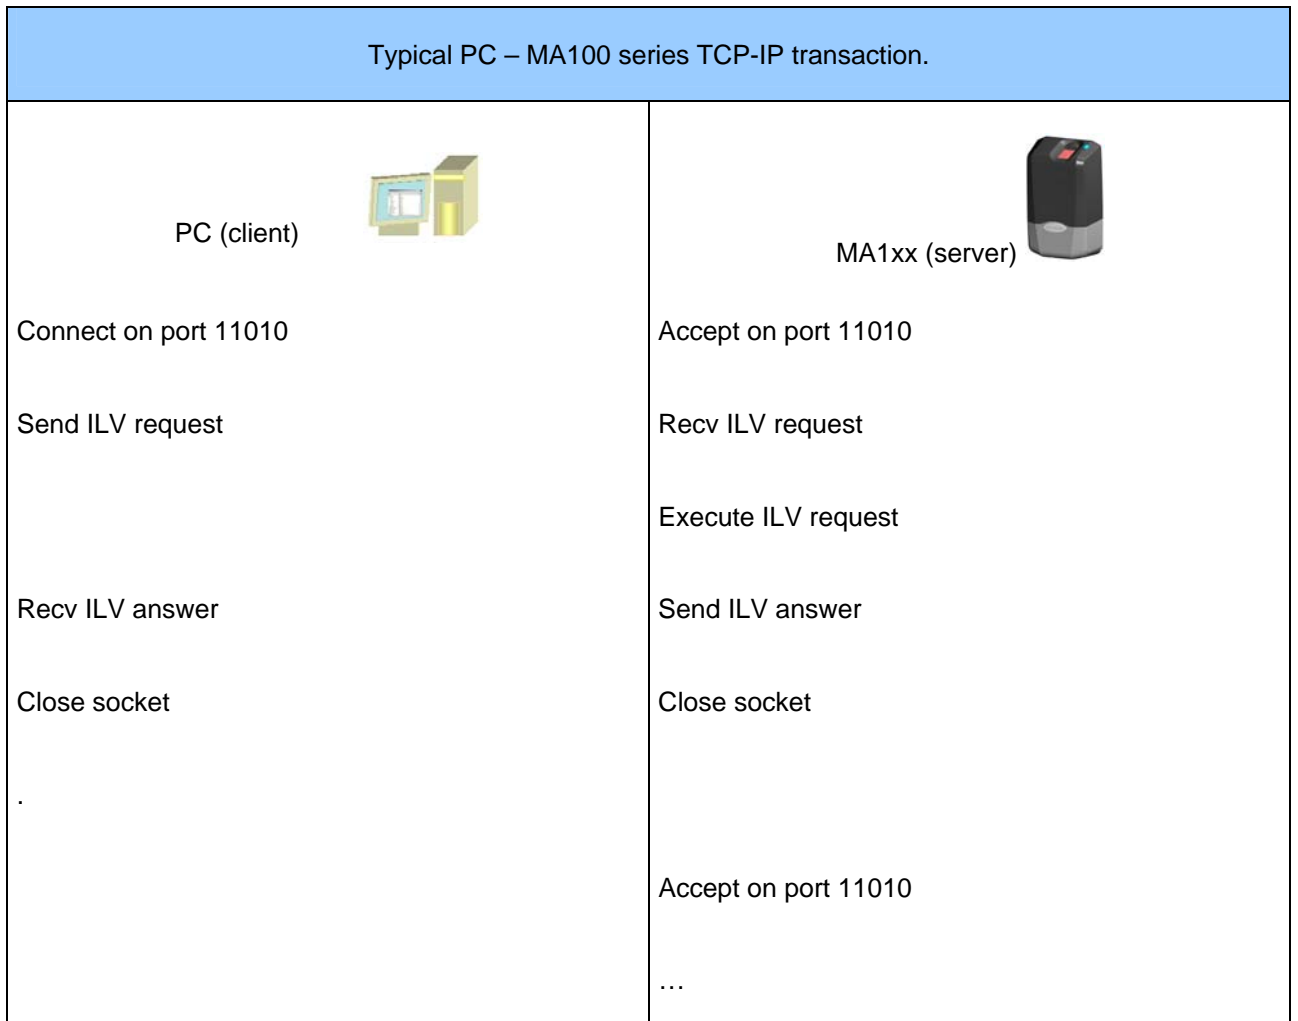 Typical PC – MA100 series TCP-IP transaction.
PC (client)
MA1xx (server)
Connect on port 11010
Accept on port 11010
Send ILV request
Recv ILV request
Execute ILV request
Recv ILV answer
Send ILV answer
Close socket
Close socket
.
Accept on port 11010
…